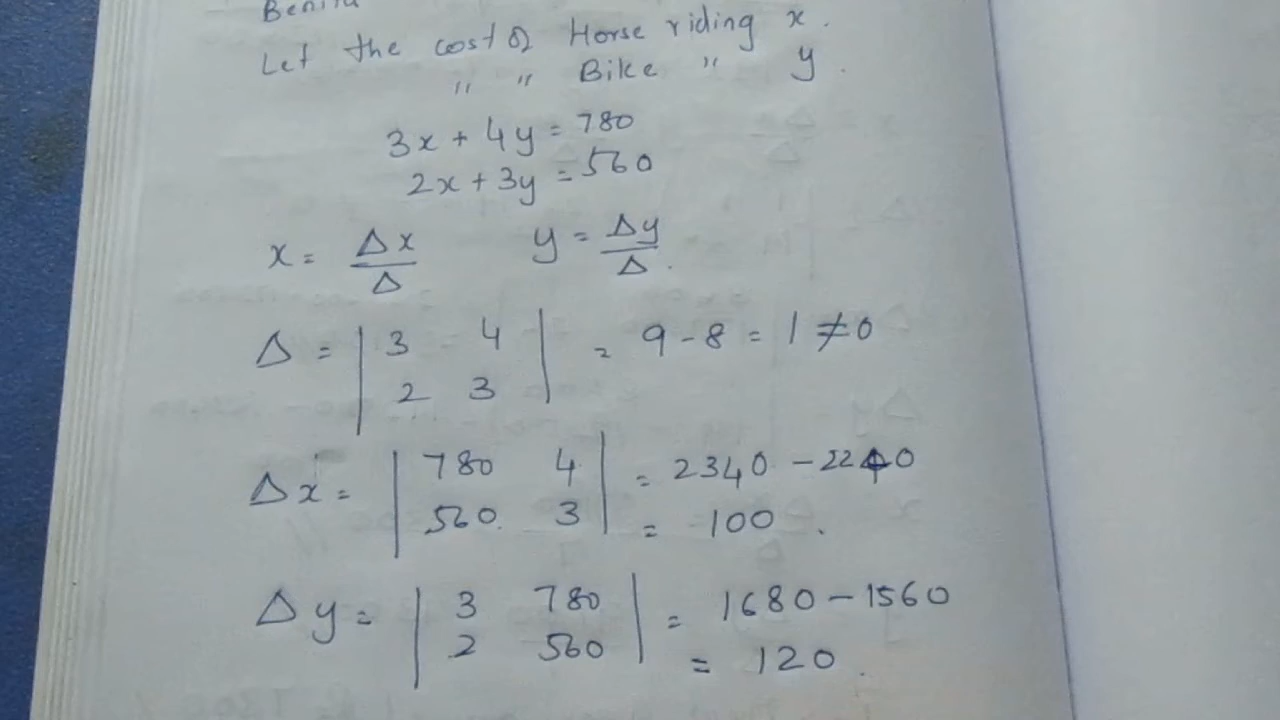 Benita
Let the cost of Horse riding x.
" " Bike " y.
3x + 4y = 780
2x + 3y = 560
x = Δx/Δ y = Δy/Δ.
Δ = | 3 4 | = 9 - 8 = 1 ≠ 0
2 3
Δx = | 780 4 | = 2340 - 2240
560. 3 = 100.
Δy = | 3 780 | = 1680 - 1560
2 560 = 120.